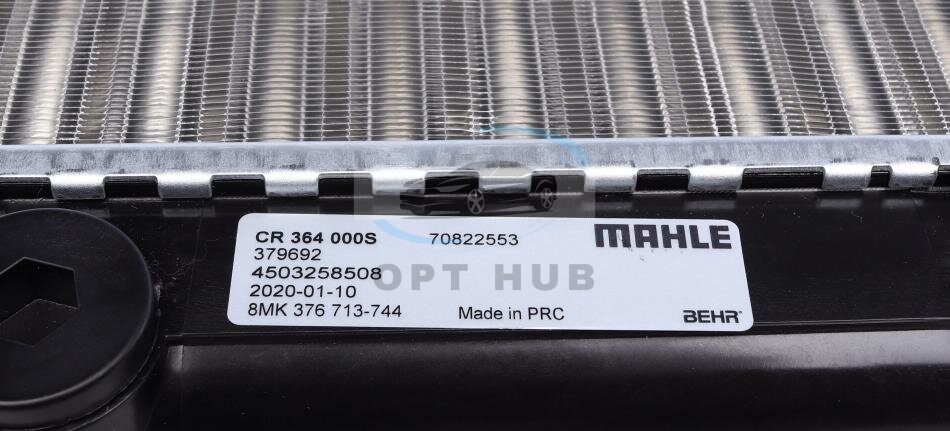 CR 364 000S 70822553 MAHLE
379692
4503258508
OPT HUB
2020-01-10
8MK 376 713-744 Made in PRC BEHR